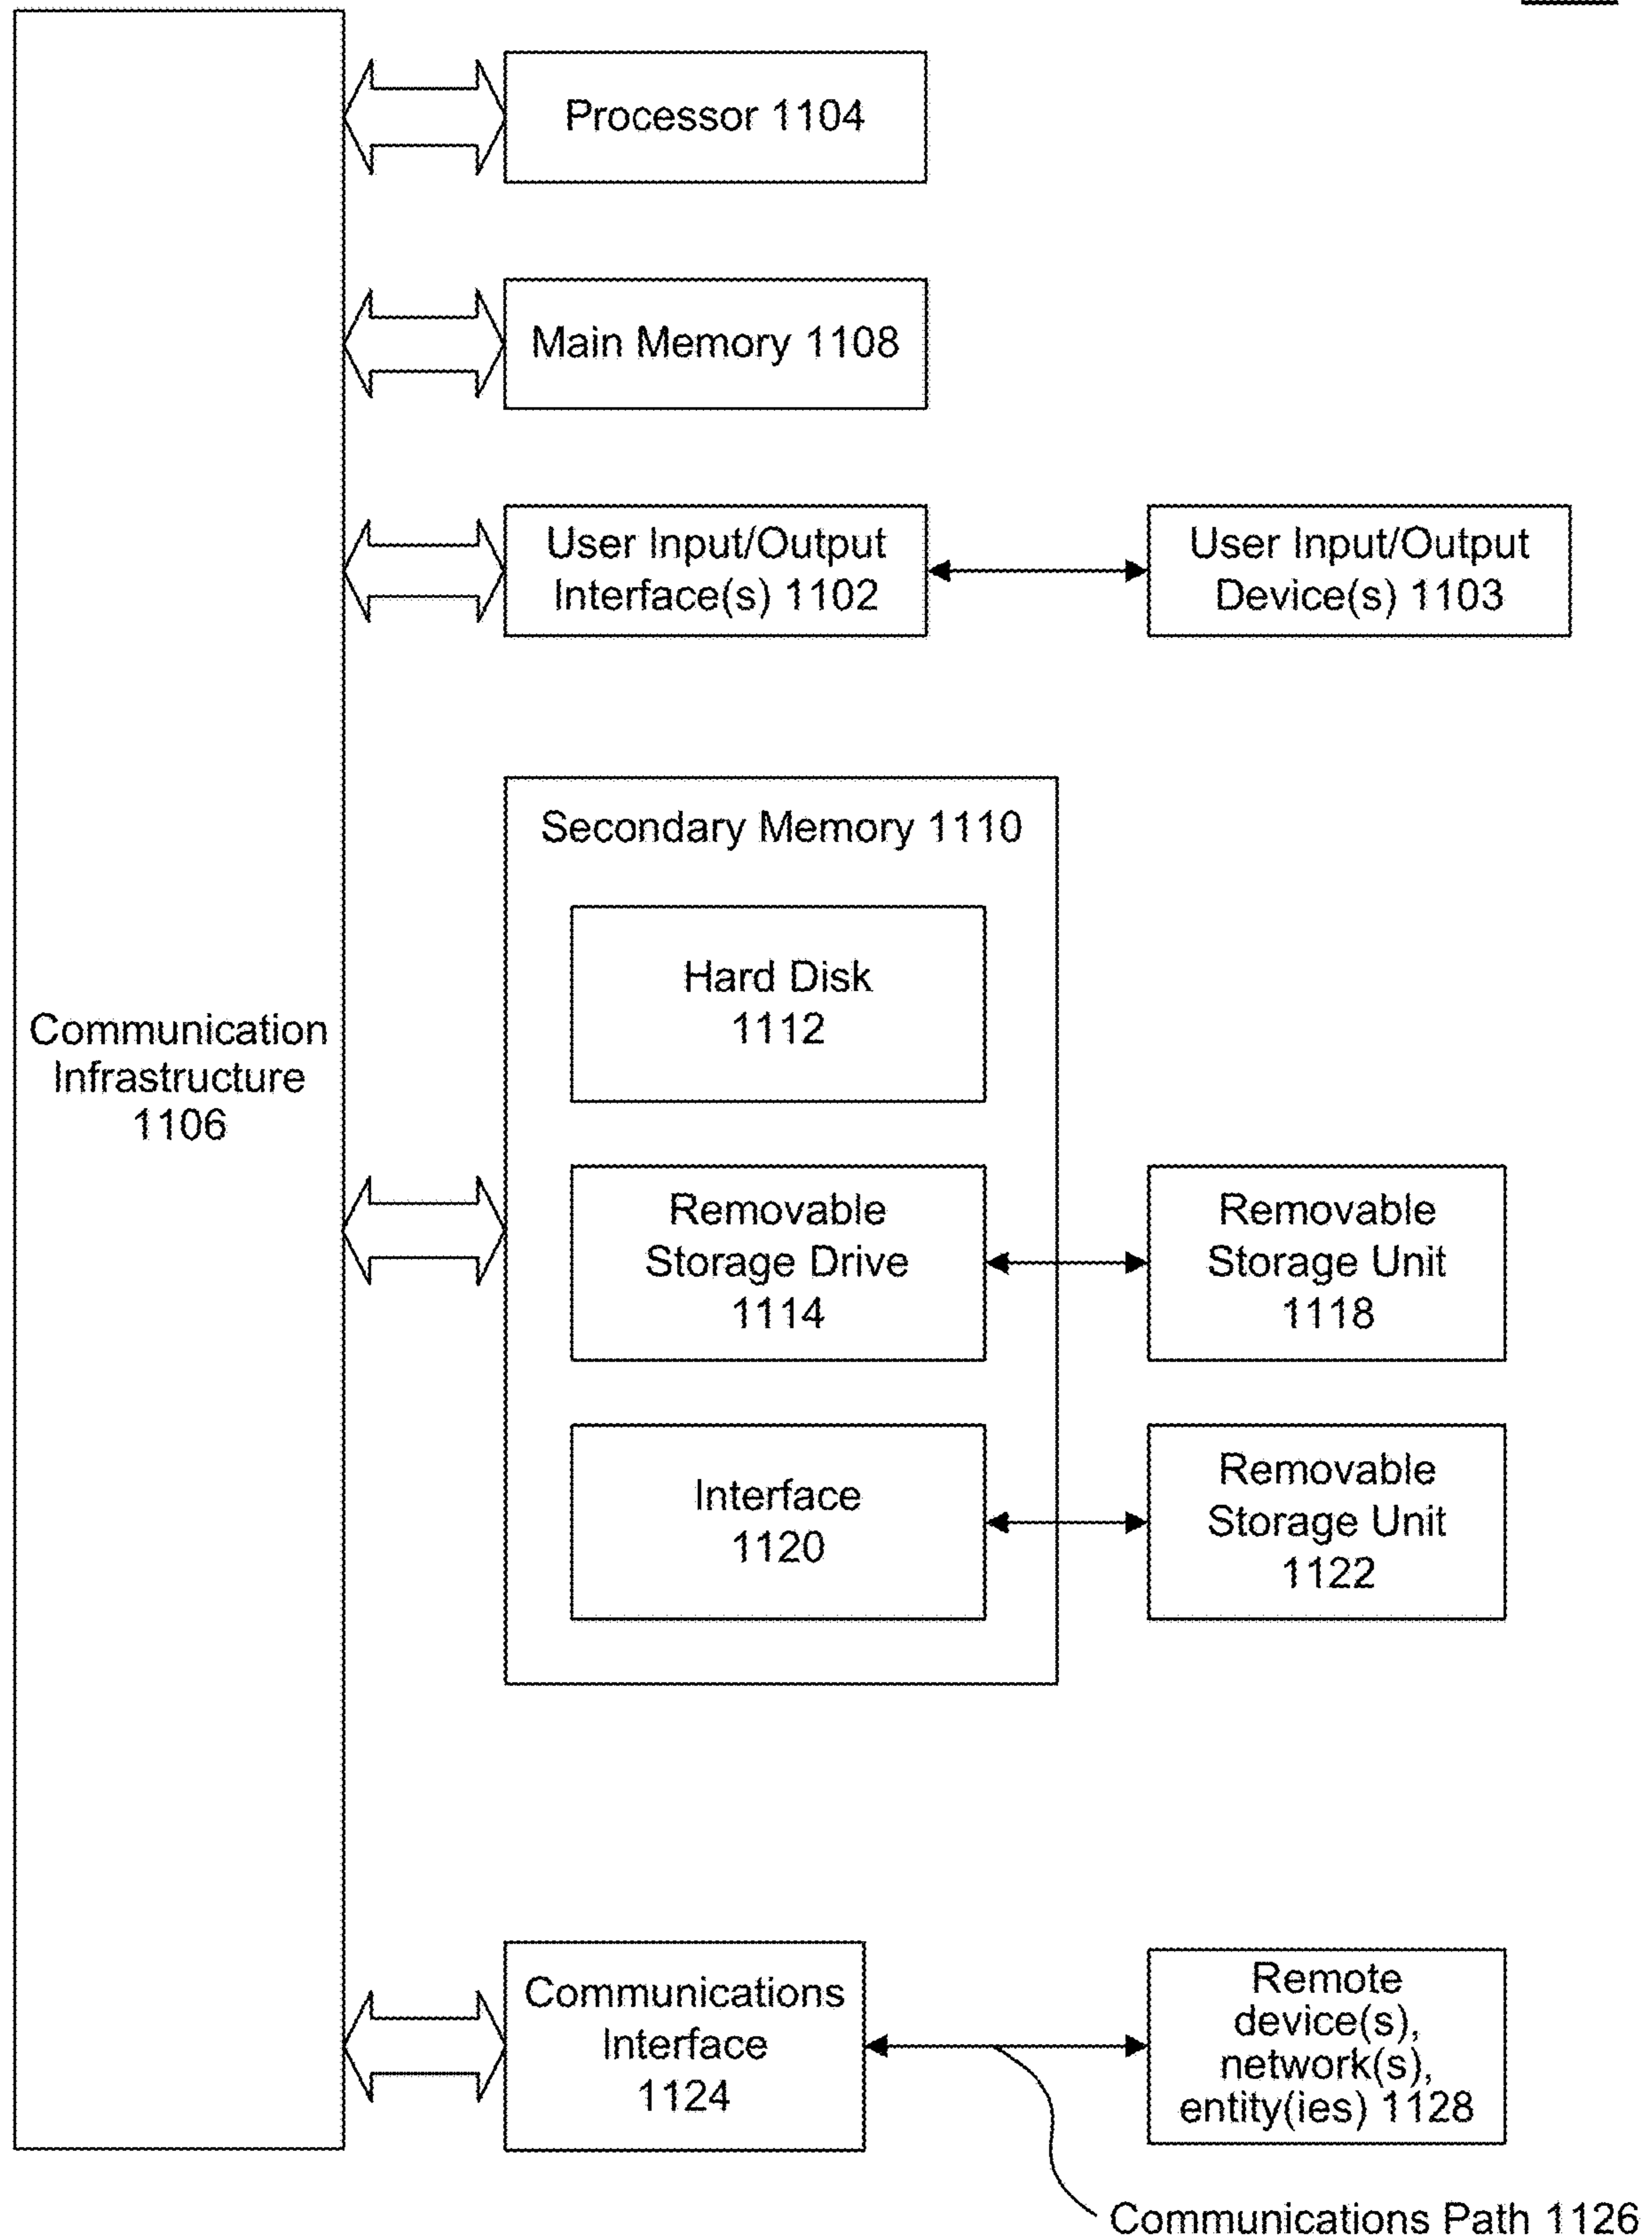 Processor 1104
Main Memory 1108
User Input/Output
Interface(s) 1102
User Input/Output
Device(s) 1103
Secondary Memory 1110
Hard Disk
1112
Communication
Infrastructure
1106
Removable
Storage Drive
1114
Removable
Storage Unit
1118
Interface
1120
Removable
Storage Unit
1122
Communications
Interface
1124
Remote
device(s),
network(s),
entity(ies) 1128
Communications Path 1126